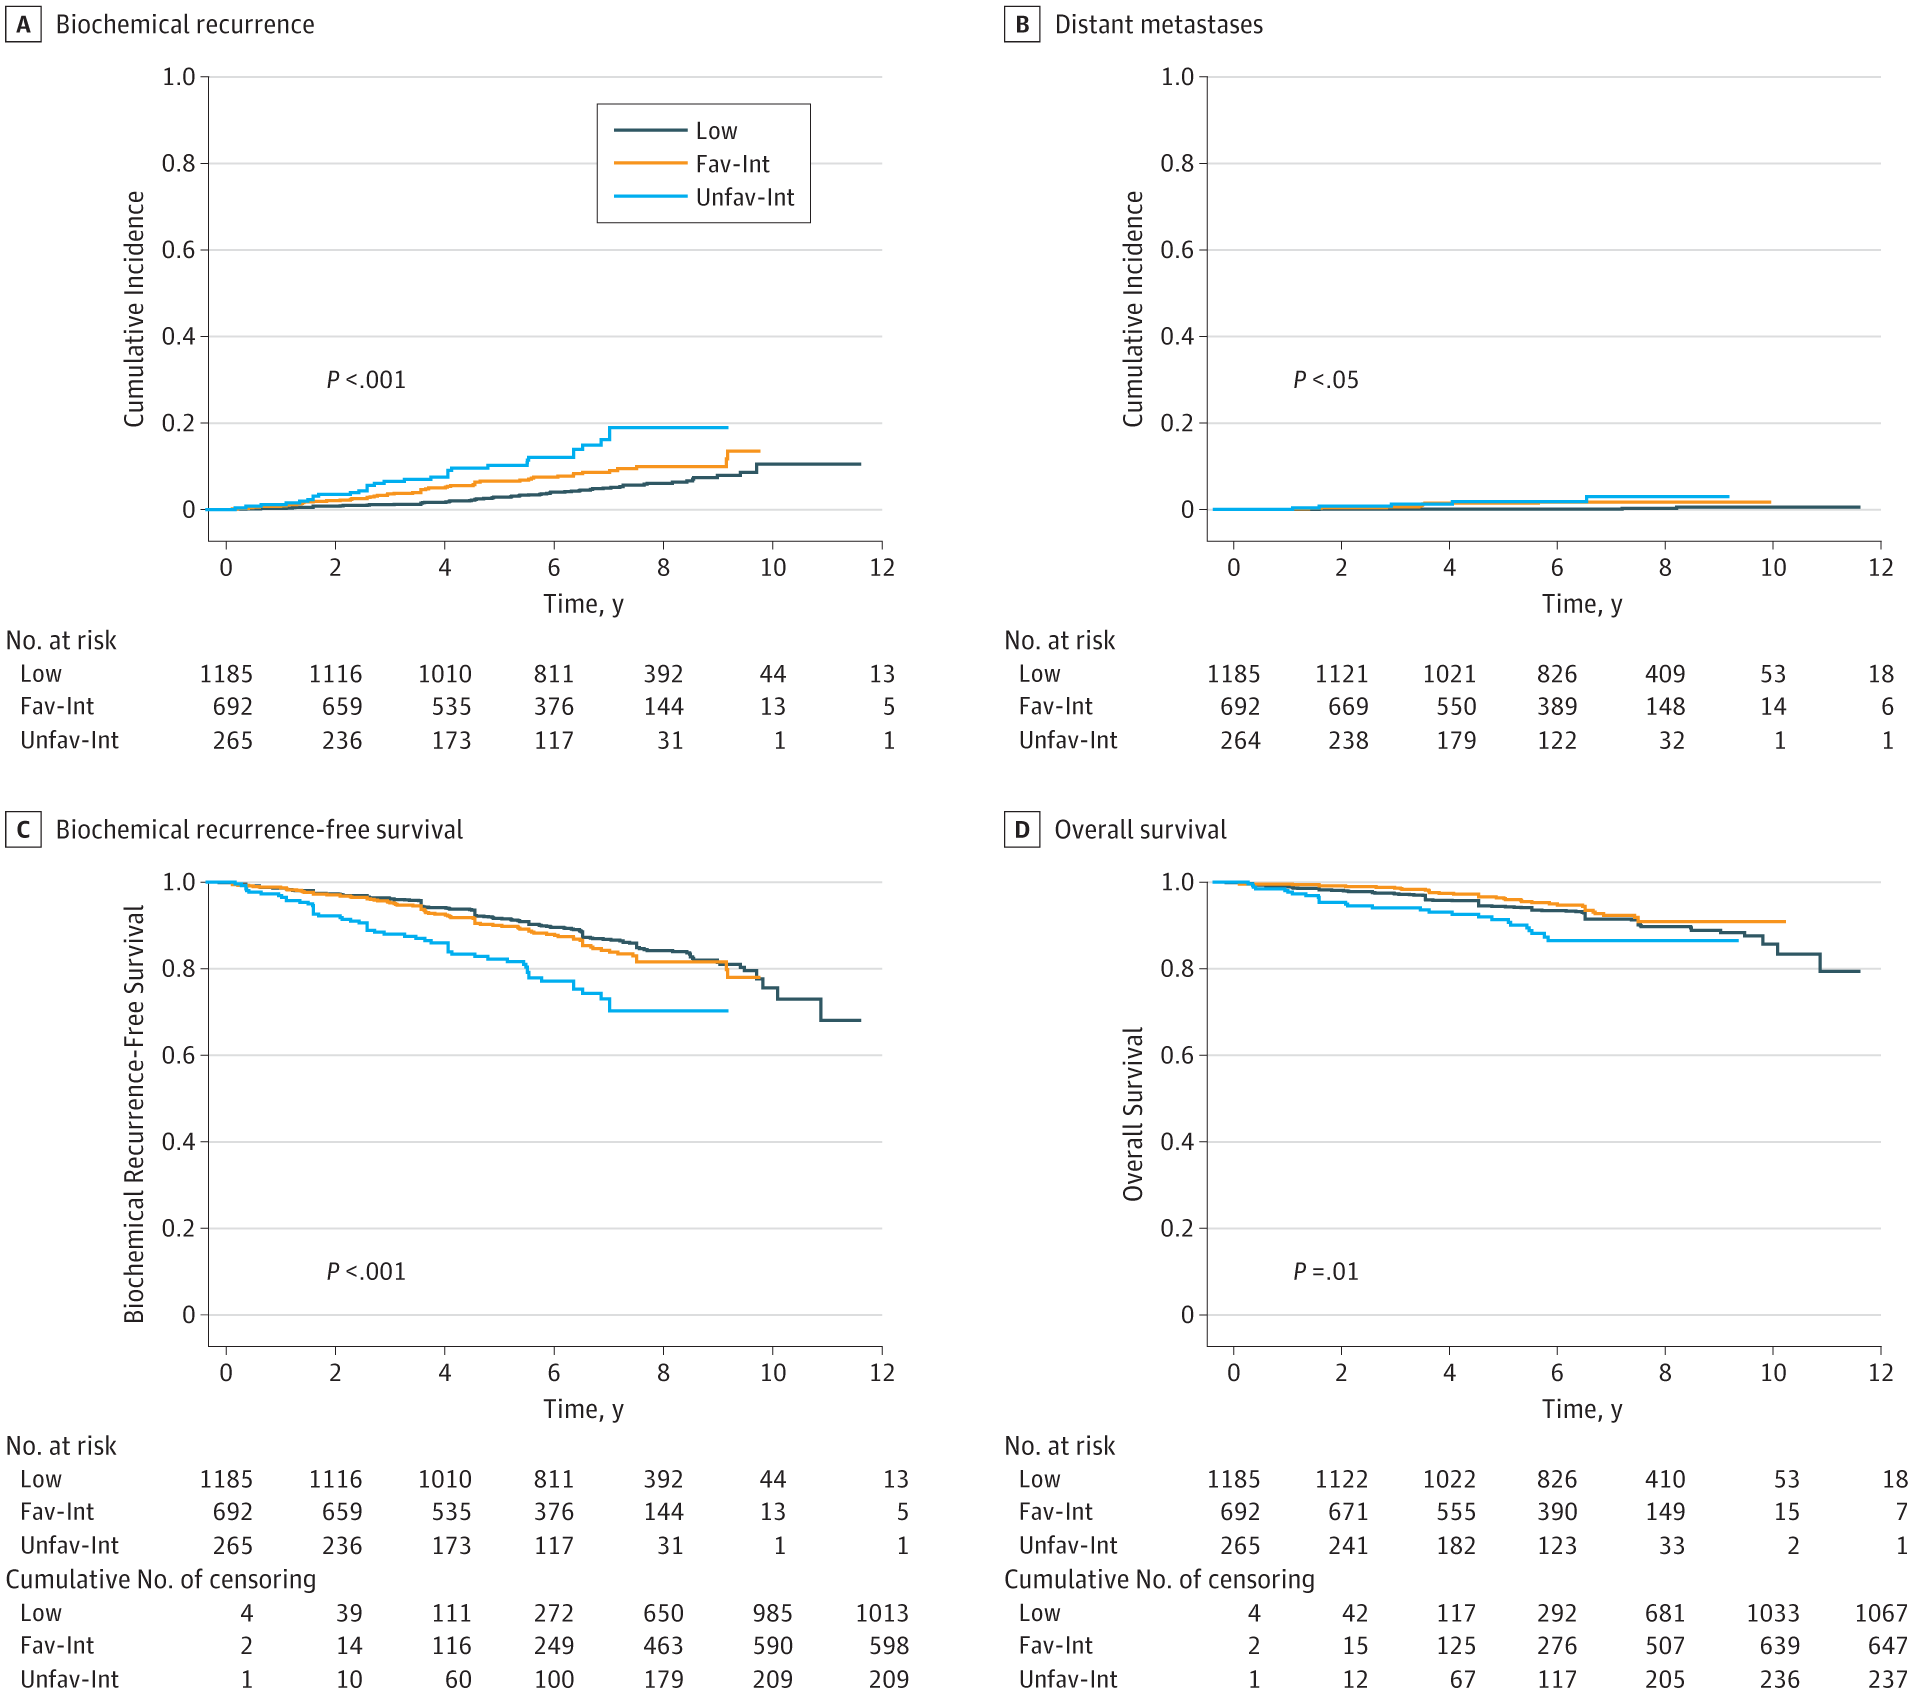 A Biochemical recurrence
1.0
0.8
0.6
0.4
0.2
0
Cumulative Incidence
Low
Fav-Int
Unfav-Int
P <.001
0 2 4 6 8 10 12
Time, y
No. at risk
Low 1185 1116 1010 811 392 44 13
Fav-Int 692 659 535 376 144 13 5
Unfav-Int 265 236 173 117 31 1 1
B Distant metastases
1.0
0.8
0.6
0.4
0.2
0
Cumulative Incidence
P <.05
0 2 4 6 8 10 12
Time, y
No. at risk
Low 1185 1121 1021 826 409 53 18
Fav-Int 692 669 550 389 148 14 6
Unfav-Int 264 238 179 122 32 1 1
C Biochemical recurrence-free survival
1.0
0.8
0.6
0.4
0.2
0
Biochemical Recurrence-Free Survival
P <.001
0 2 4 6 8 10 12
Time, y
No. at risk
Low 1185 1116 1010 811 392 44 13
Fav-Int 692 659 535 376 144 13 5
Unfav-Int 265 236 173 117 31 1 1
Cumulative No. of censoring
Low 4 39 111 272 650 985 1013
Fav-Int 2 14 116 249 463 590 598
Unfav-Int 1 10 60 100 179 209 209
D Overall survival
1.0
0.8
0.6
0.4
0.2
0
Overall Survival
P =.01
0 2 4 6 8 10 12
Time, y
No. at risk
Low 1185 1122 1022 826 410 53 18
Fav-Int 692 671 555 390 149 15 7
Unfav-Int 265 241 182 123 33 2 1
Cumulative No. of censoring
Low 4 42 117 292 681 1033 1067
Fav-Int 2 15 125 276 507 639 647
Unfav-Int 1 12 67 117 205 236 237